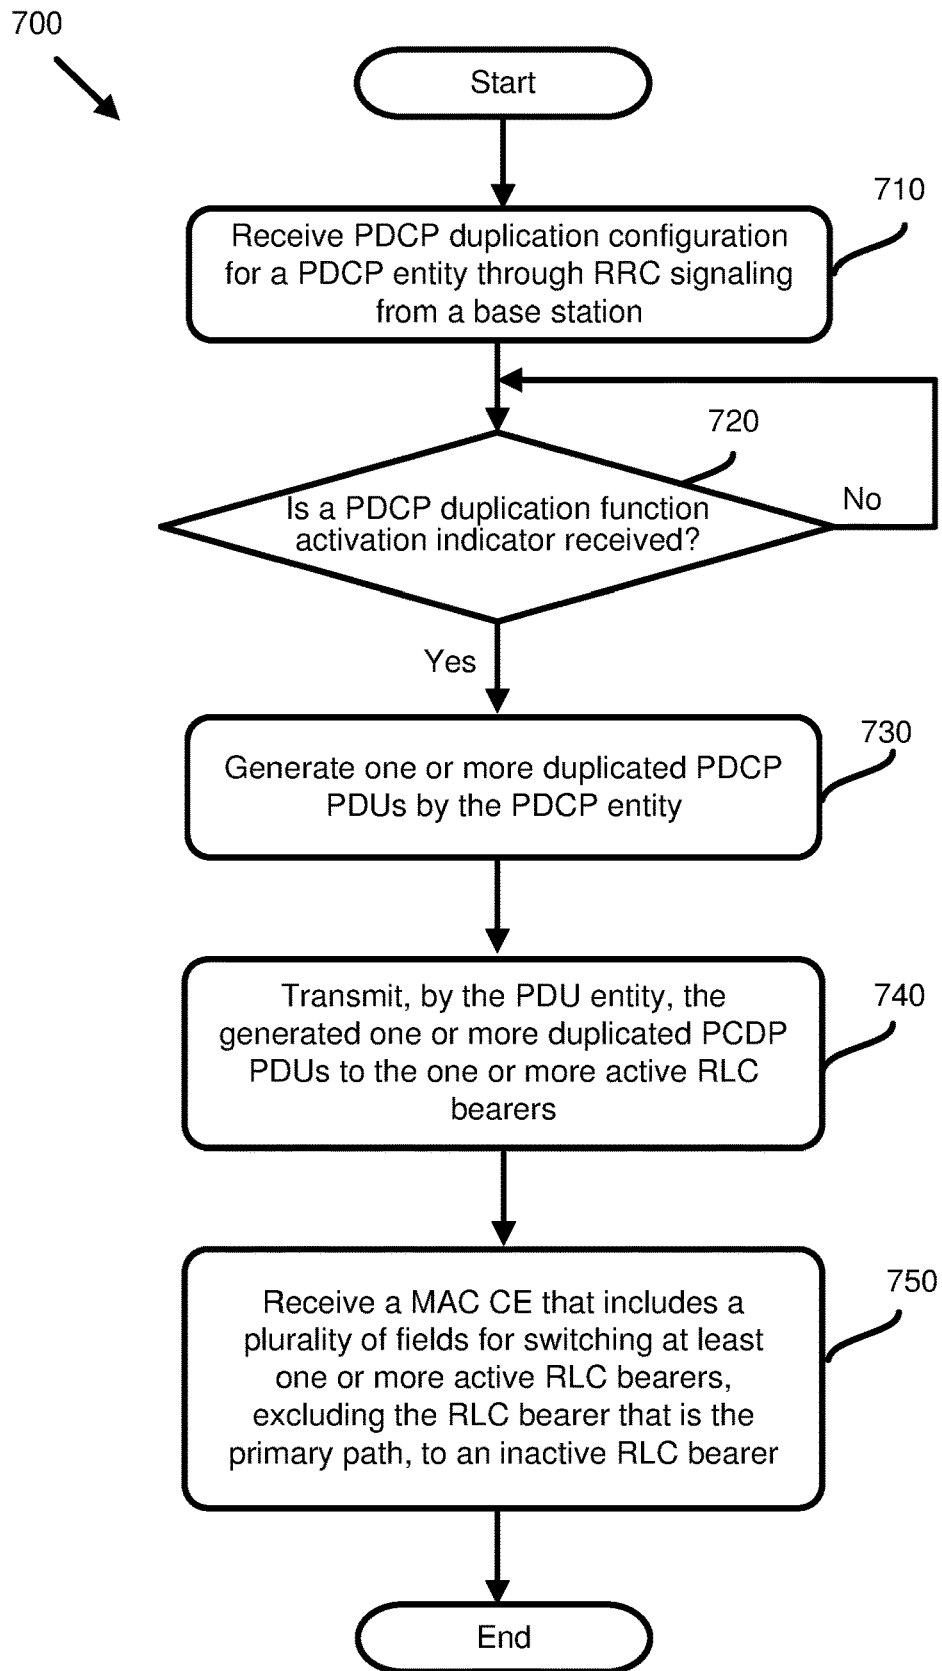 700
Start
710
Receive PDCP duplication configuration
for a PDCP entity through RRC signaling
from a base station
720
Is a PDCP duplication function
activation indicator received?
No
Yes
730
Generate one or more duplicated PDCP
PDUs by the PDCP entity
740
Transmit, by the PDU entity, the
generated one or more duplicated PCDP
PDUs to the one or more active RLC
bearers
750
Receive a MAC CE that includes a
plurality of fields for switching at least
one or more active RLC bearers,
excluding the RLC bearer that is the
primary path, to an inactive RLC bearer
End